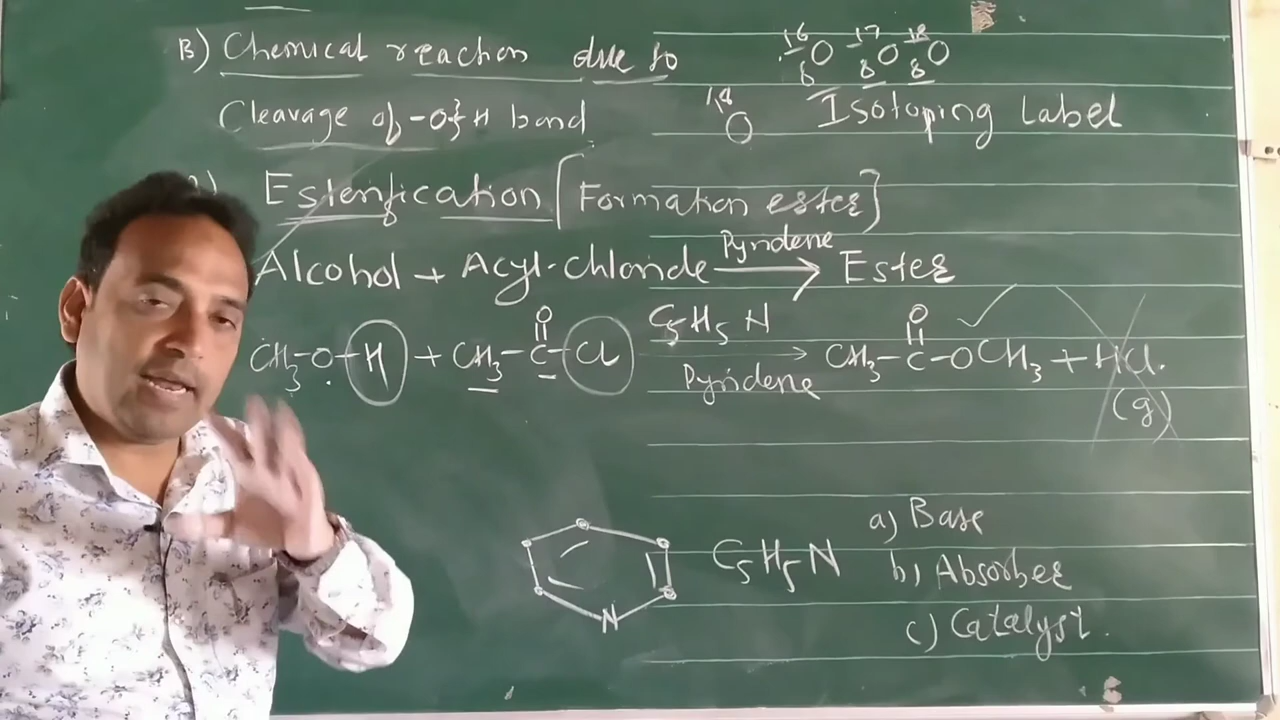 B) Chemical reaction due to
Cleavage of -O}H bond
16 8 O 17 8 O 18 8 O
18 O Isotoping Label
Esterification [Formation ester]
Alcohol + Acyl-chloride Pyridene → Ester
CH3-O-H + CH3-C-Cl C5H5N → Pyridene CH3-C-OCH3 + HCl.
O O
(g)
N C5H5N
a) Base
b) Absorber
c) Catalyst.